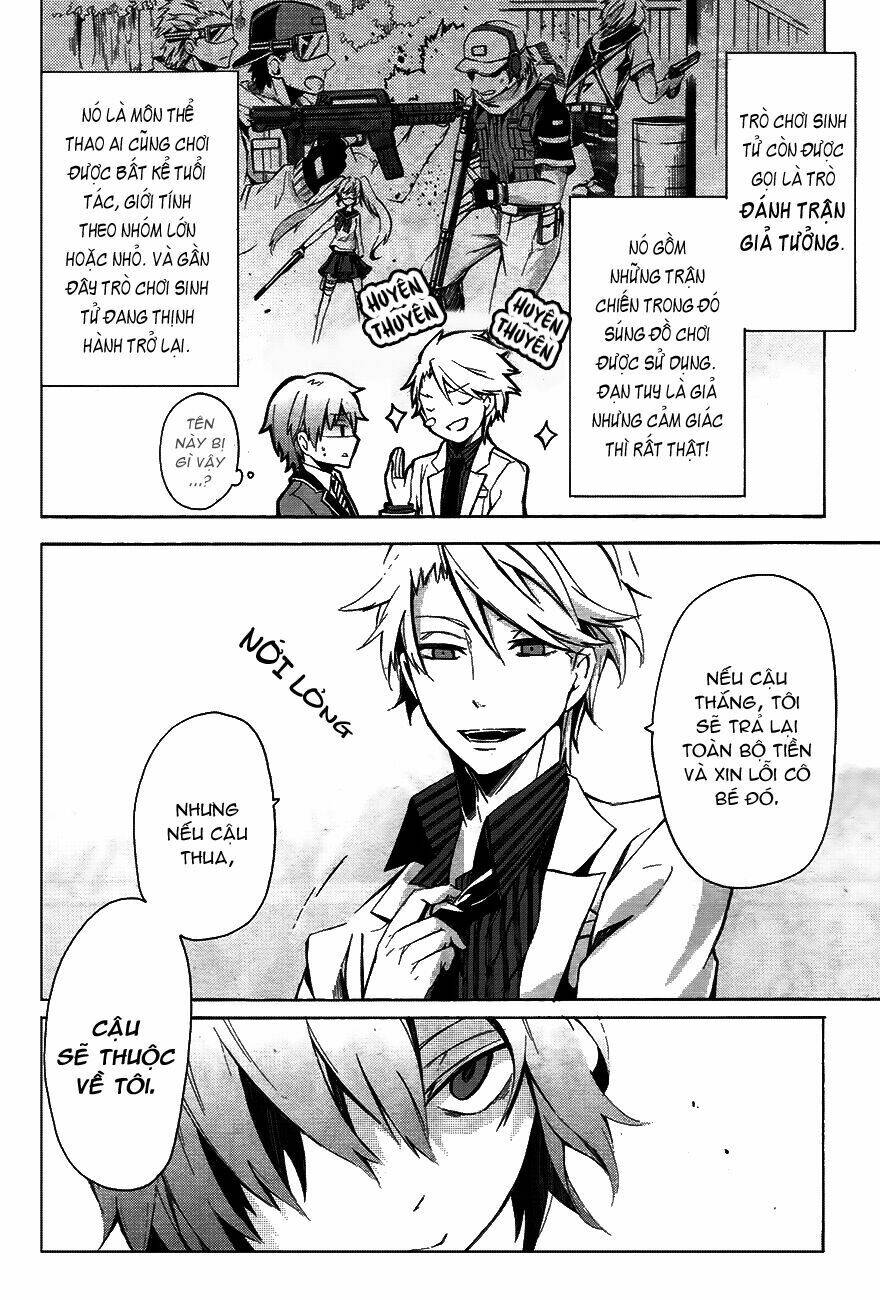 TRÒ CHƠI SINH
TỬ CÒN ĐƯỢC
GỌI LÀ TRÒ
ĐÁNH TRẬN
GIẢ TƯỞNG.
NÓ GỒM
NHỮNG TRẬN
CHIẾN TRONG ĐÓ
SÚNG ĐỒ CHƠI
ĐƯỢC SỬ DỤNG.
ĐẠN TUY LÀ GIẢ
NHƯNG CẢM GIÁC
THÌ RẤT THẬT!
HUYÊN
THUYÊN
HUYÊN
THUYÊN
NÓ LÀ MÔN THỂ
THAO AI CŨNG CHƠI
ĐƯỢC BẤT KỂ TUỔI
TÁC, GIỚI TÍNH
THEO NHÓM LỚN
HOẶC NHỎ. VÀ GẦN
ĐÂY TRÒ CHƠI SINH
TỬ ĐANG THỊNH
HÀNH TRỞ LẠI.
TÊN
NÀY BỊ
GÌ VẬY
...?
NẾU CẬU
THẮNG, TÔI
SẼ TRẢ LẠI
TOÀN BỘ TIỀN
VÀ XIN LỖI CÔ
BÉ ĐÓ.
NỚI LỎNG
NHƯNG
NẾU CẬU
THUA,
CẬU
SẼ THUỘC
VỀ TÔI.